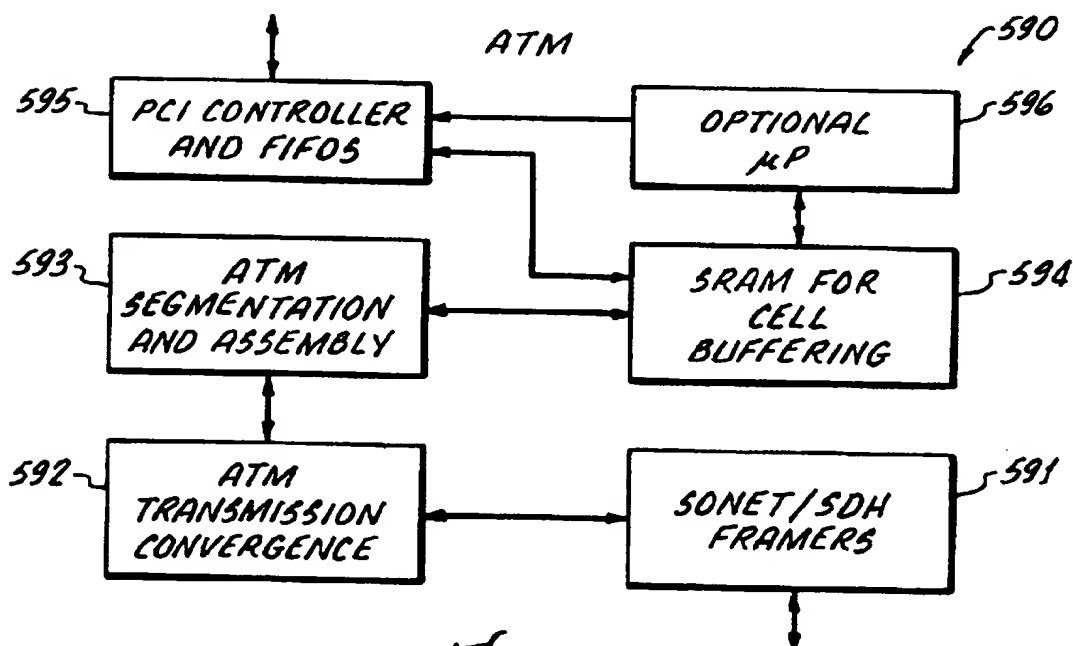 ATM
590
595
PCI CONTROLLER
AND FIFOS
OPTIONAL
μP
596
593
ATM
SEGMENTATION
AND ASSEMBLY
SRAM FOR
CELL
BUFFERING
594
592
ATM
TRANSMISSION
CONVERGENCE
SONET/SDH
FRAMERS
591